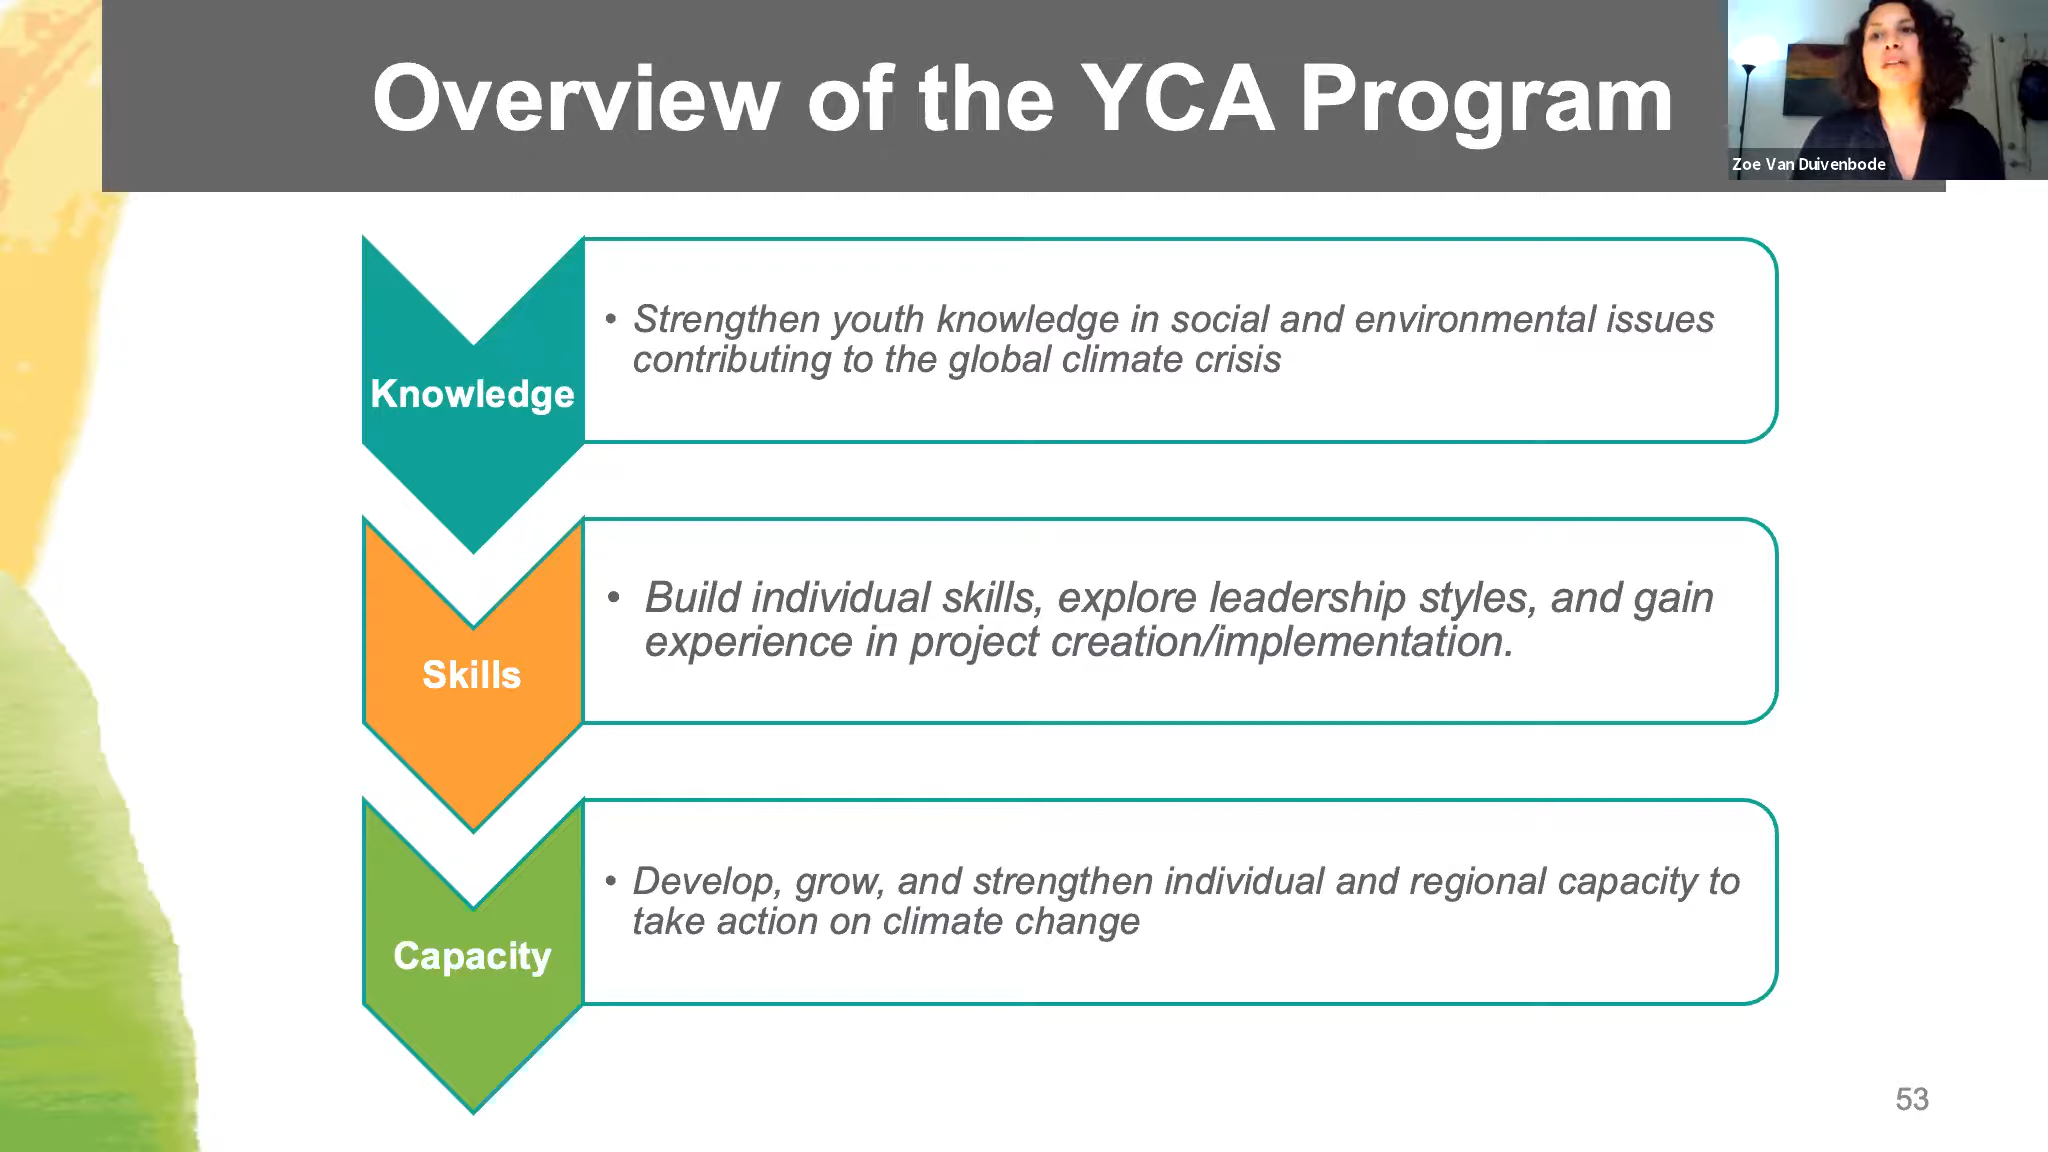 Overview of the YCA Program
Zoe Van Duivenbode
Knowledge
• Strengthen youth knowledge in social and environmental issues
contributing to the global climate crisis
Skills
• Build individual skills, explore leadership styles, and gain
experience in project creation/implementation.
Capacity
• Develop, grow, and strengthen individual and regional capacity to
take action on climate change
53